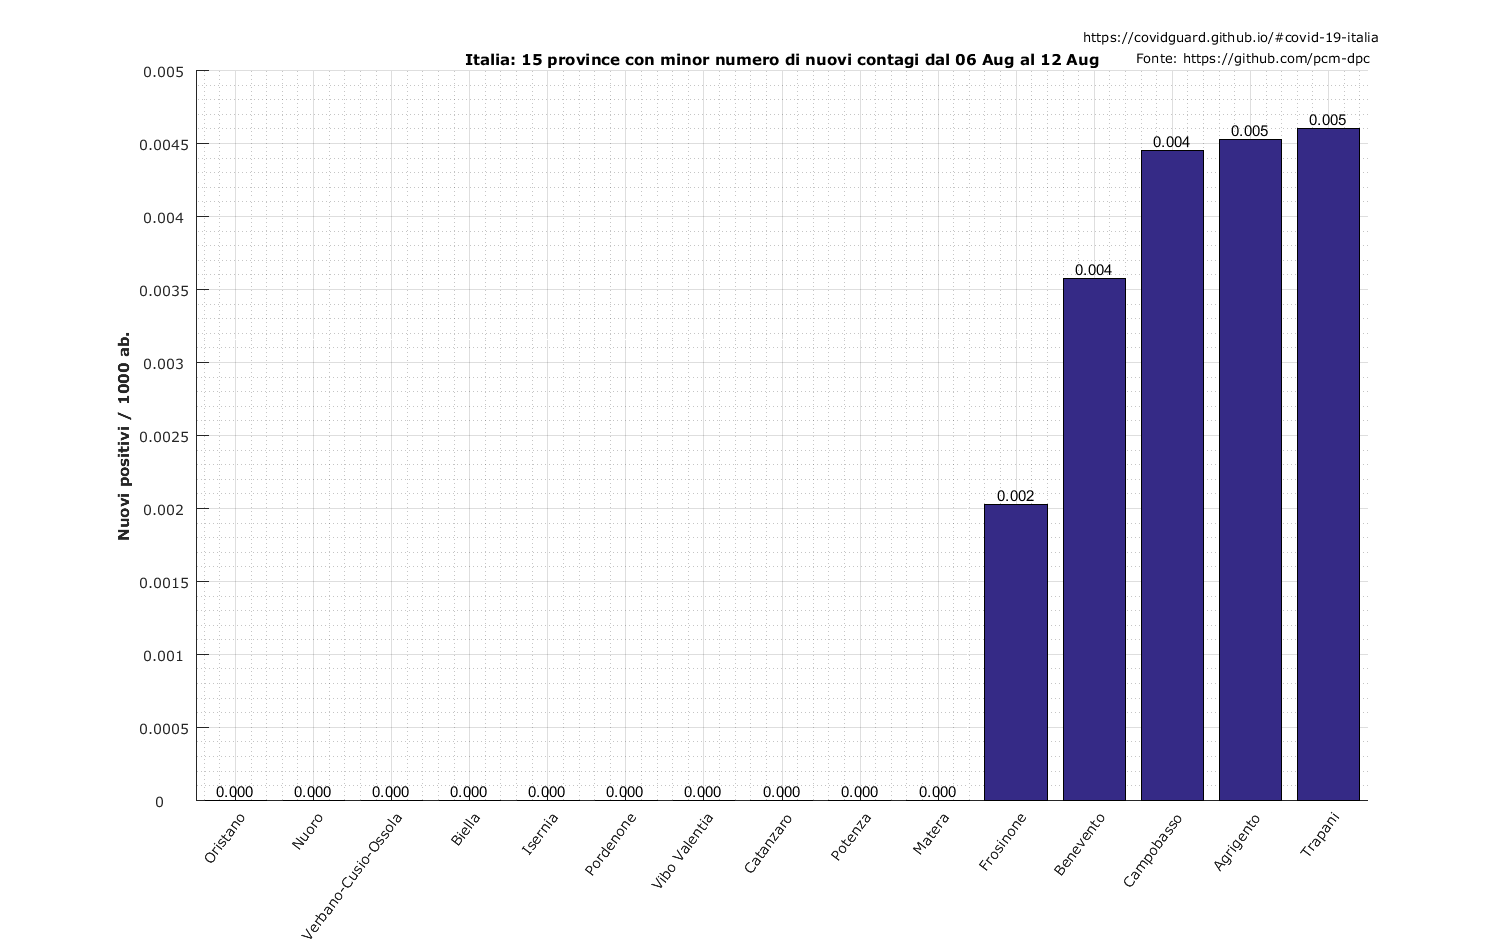 https://covidguard.github.io/#covid-19-italia
Italia: 15 province con minor numero di nuovi contagi dal 06 Aug al 12 Aug
Fonte: https://github.com/pcm-dpc
Nuovi positivi / 1000 ab.
0.005
0.0045
0.004
0.0035
0.003
0.0025
0.002
0.0015
0.001
0.0005
0
0.000
0.000
0.000
0.000
0.000
0.000
0.000
0.000
0.000
0.000
0.002
0.004
0.004
0.005
0.005
Oristano
Nuoro
Verbano-Cusio-Ossola
Biella
Isernia
Pordenone
Vibo Valentia
Catanzaro
Potenza
Matera
Frosinone
Benevento
Campobasso
Agrigento
Trapani